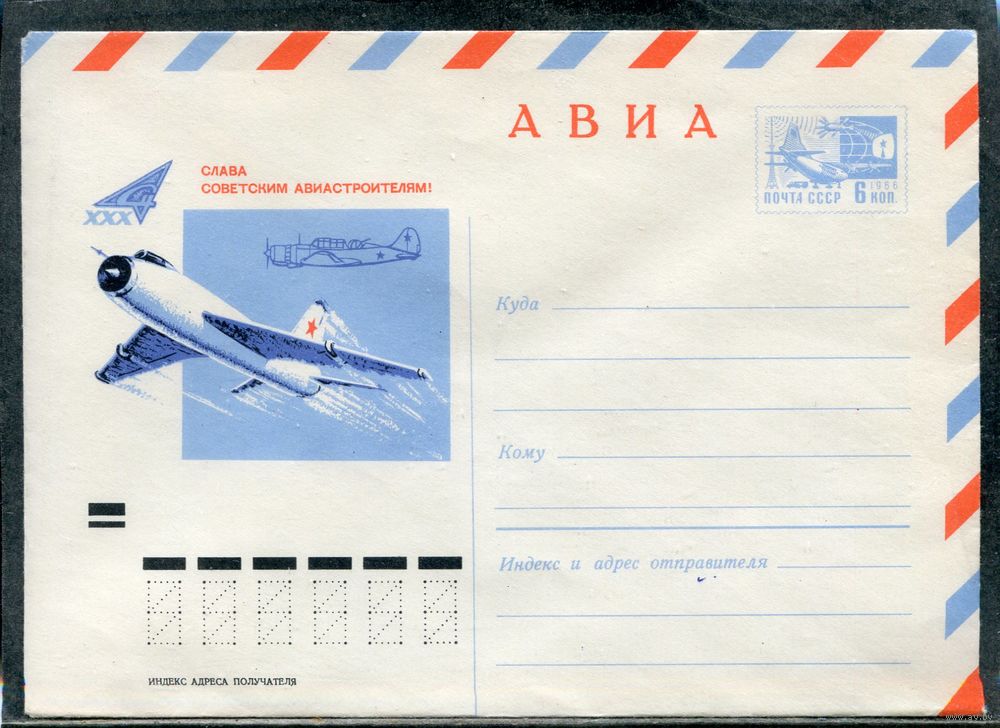 АВИА
1966
ПОЧТА СССР 6 КОП.
СЛАВА
СОВЕТСКИМ АВИАСТРОИТЕЛЯМ!
XXX
Куда
Кому
Индекс и адрес отправителя
ИНДЕКС АДРЕСА ПОЛУЧАТЕЛЯ